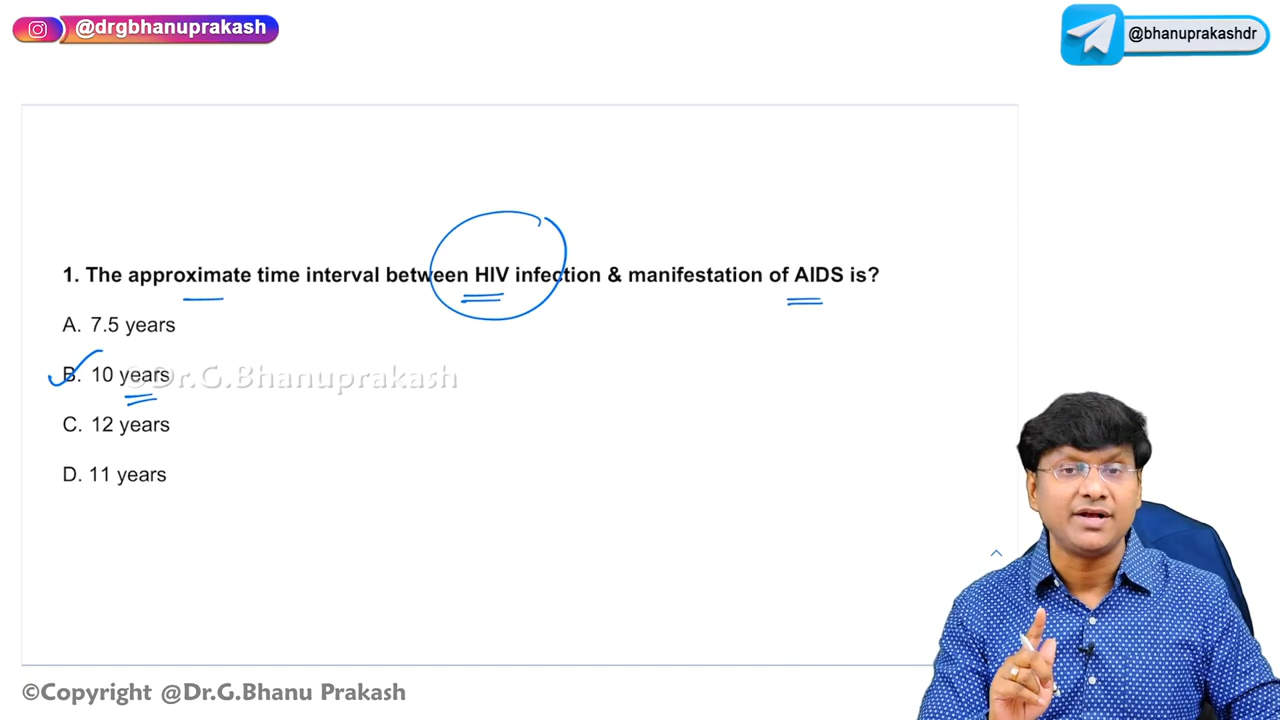 @drgbhanuprakash
@bhanuprakashdr
1. The approximate time interval between HIV infection & manifestation of AIDS is?
A. 7.5 years
B. 10 years
©Dr.G.Bhanuprakash
C. 12 years
D. 11 years
©Copyright @Dr.G.Bhanu Prakash